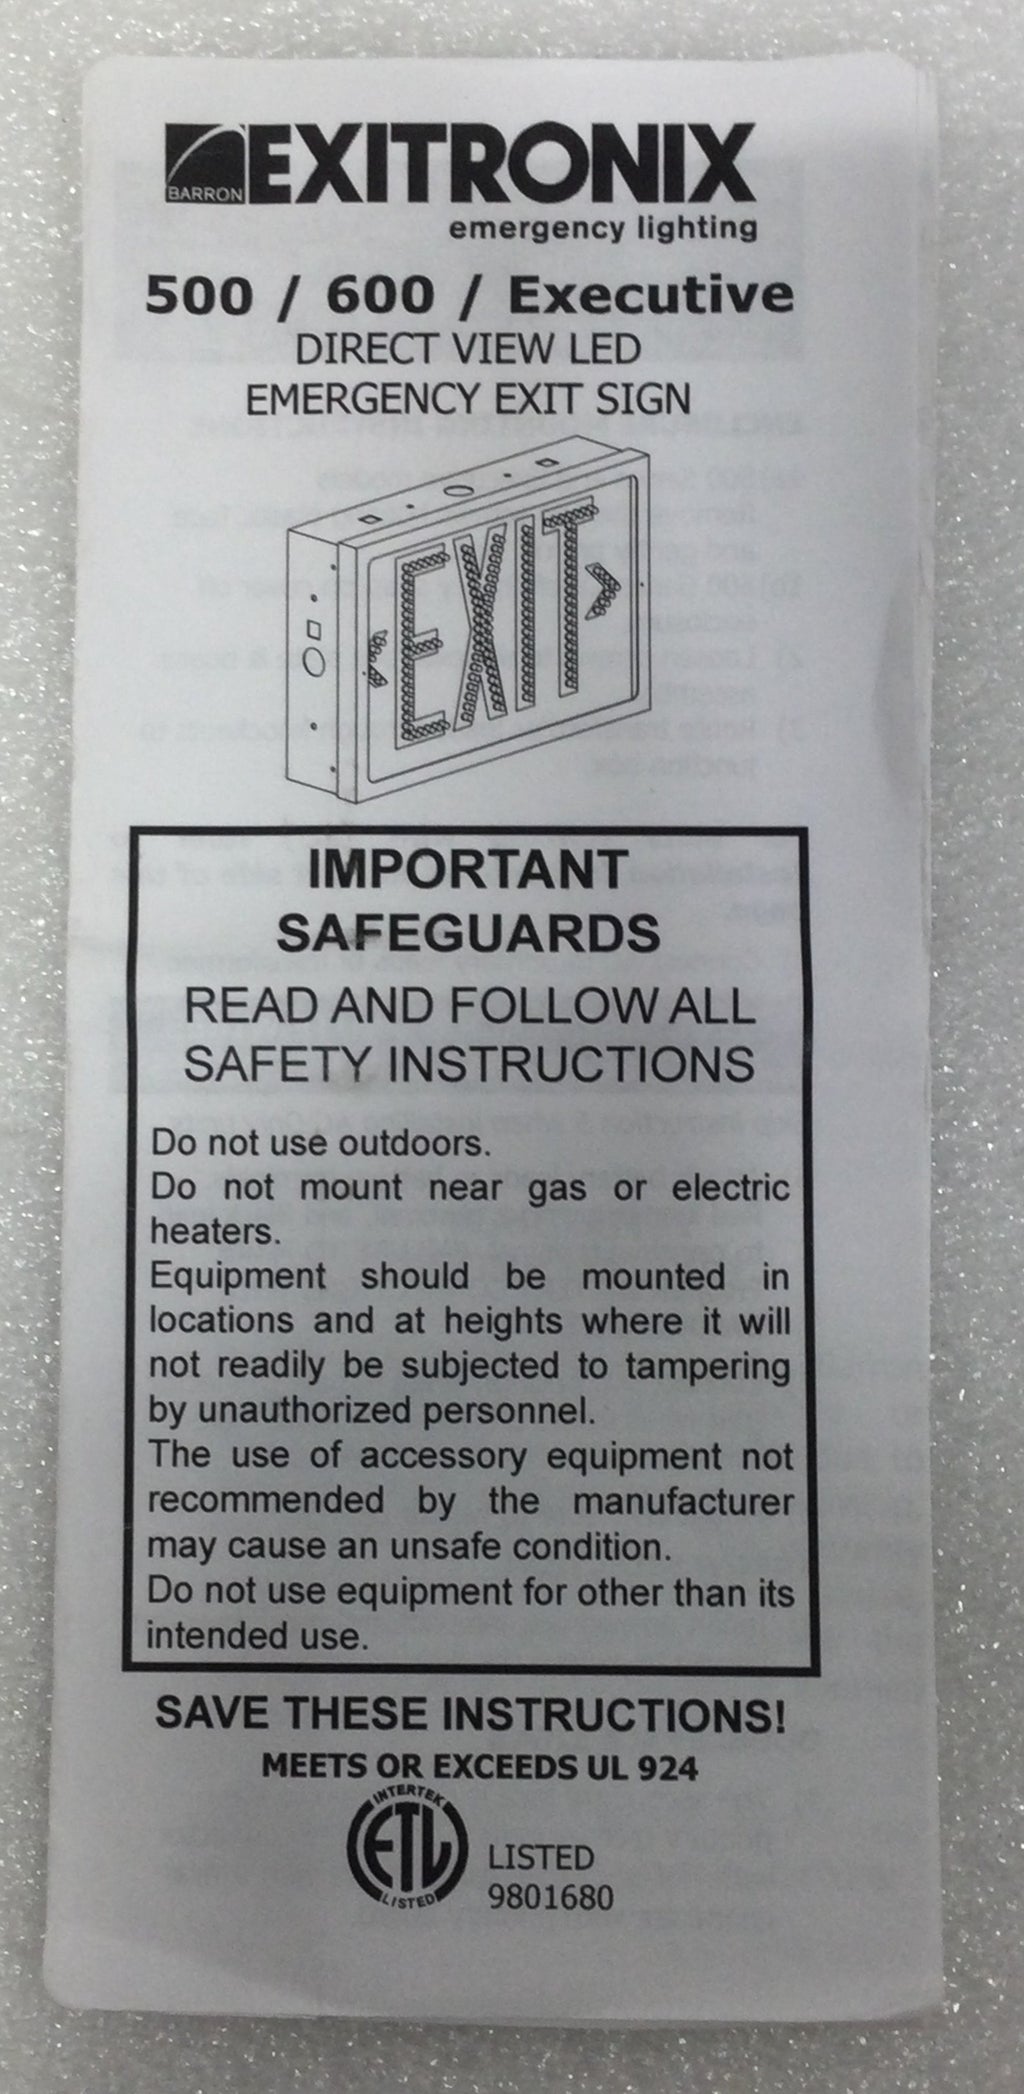 BARRON
EXITRONIX
emergency lighting
500 / 600 / Executive
DIRECT VIEW LED
EMERGENCY EXIT SIGN
EXIT
IMPORTANT
SAFEGUARDS
READ AND FOLLOW ALL
SAFETY INSTRUCTIONS
Do not use outdoors.
Do not mount near gas or electric
heaters.
Equipment should be mounted in
locations and at heights where it will
not readily be subjected to tampering
by unauthorized personnel.
The use of accessory equipment not
recommended by the manufacturer
may cause an unsafe condition.
Do not use equipment for other than its
intended use.
SAVE THESE INSTRUCTIONS!
MEETS OR EXCEEDS UL 924
INTERTEK
ETL
LISTED
LISTED
9801680